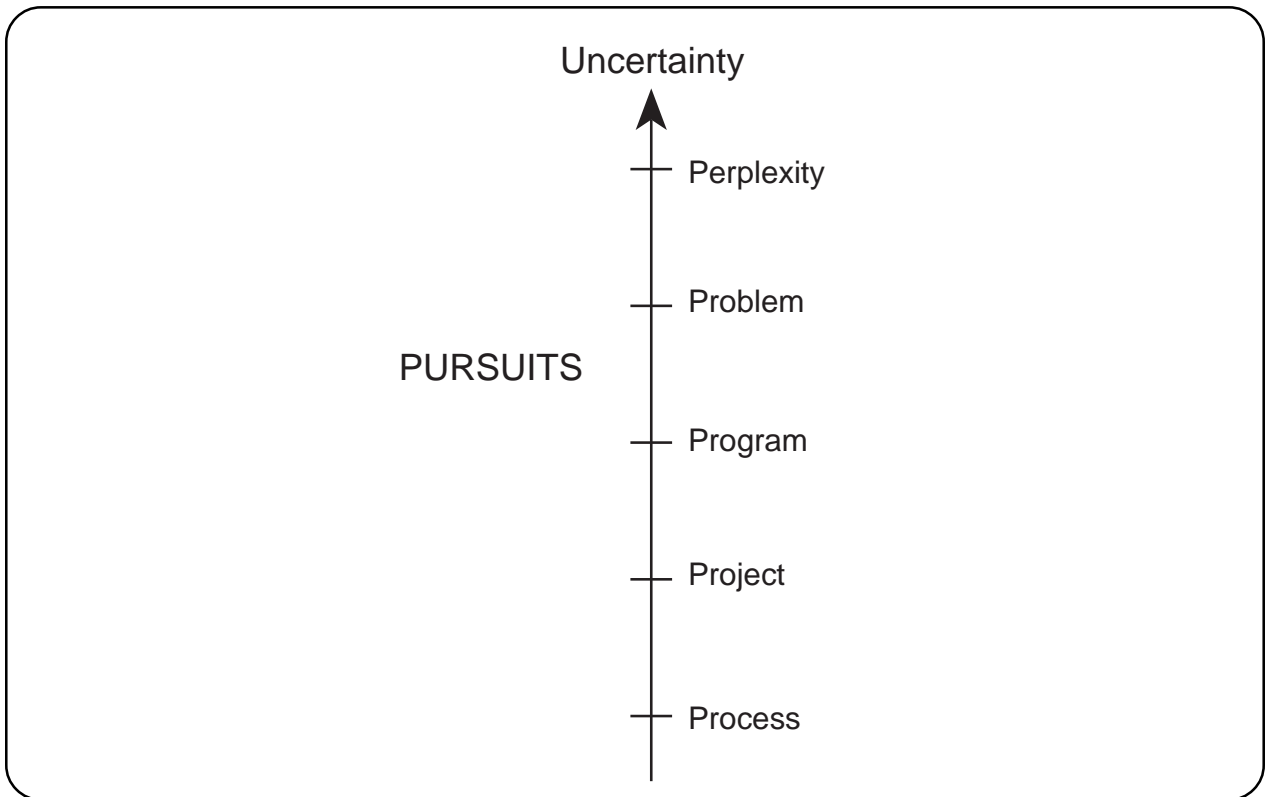 Uncertainty
Perplexity
Problem
PURSUITS
Program
Project
Process